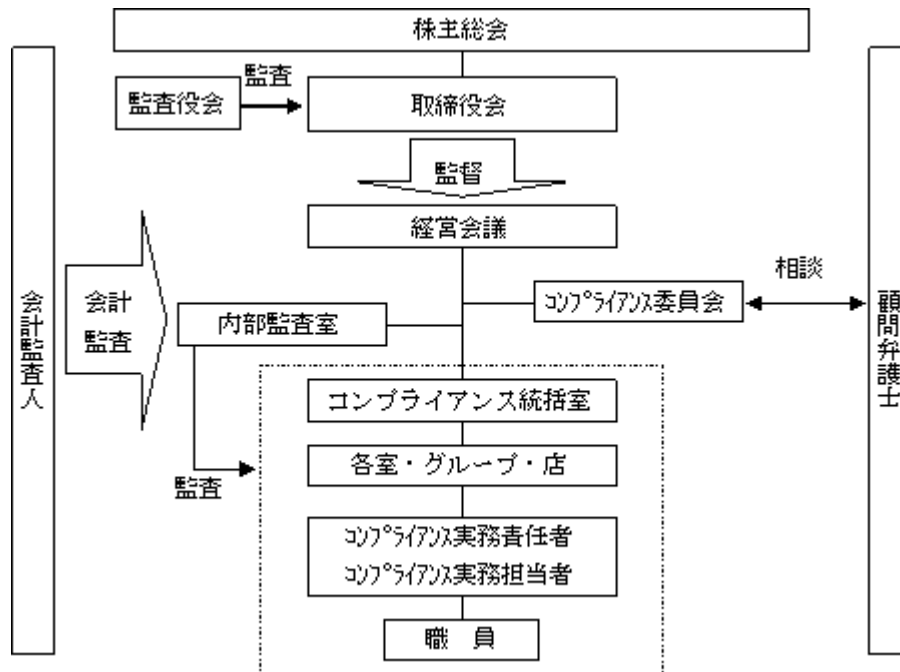 株主総会
監査役会
監査
取締役会
監督
経営会議
会計監査人
会計
監査
内部監査室
コンプライアンス委員会
相談
顧問弁護士
コンプライアンス統括室
各室・グループ・店
監査
コンプライアンス実務責任者
コンプライアンス実務担当者
職 員